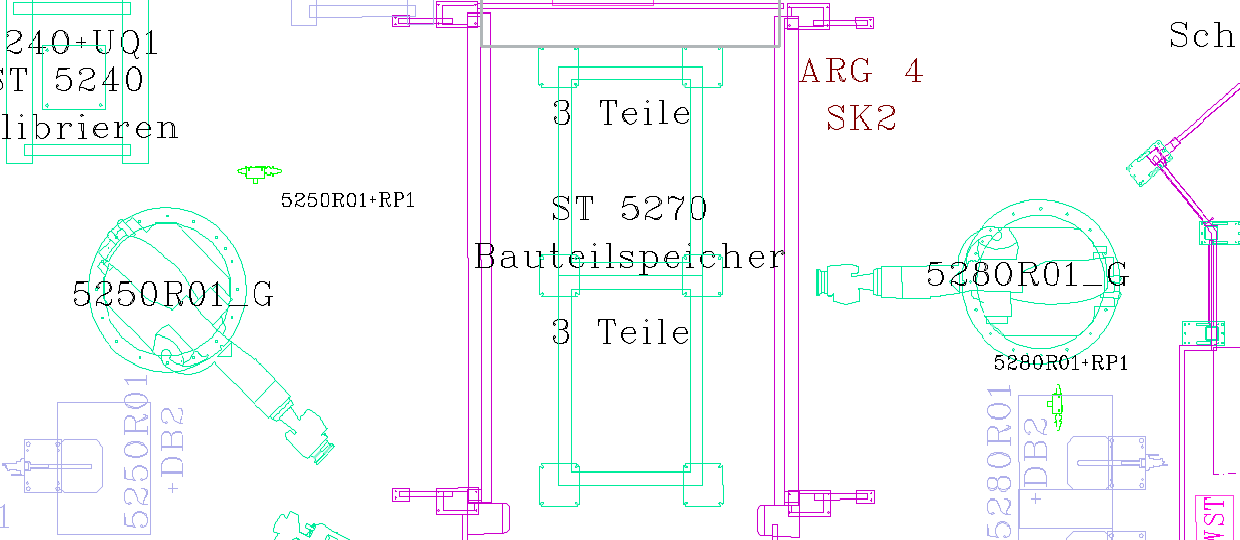 240+UQ1
ST 5240
librieren
3 Teile
ARG 4
SK2
Sch
5250R01+RP1
ST 5270
Bauteilspeicher
5250R01_G
5280R01_G
3 Teile
5280R01+RP1
5250R01
+DB2
5280R01
+DB2
WST
1